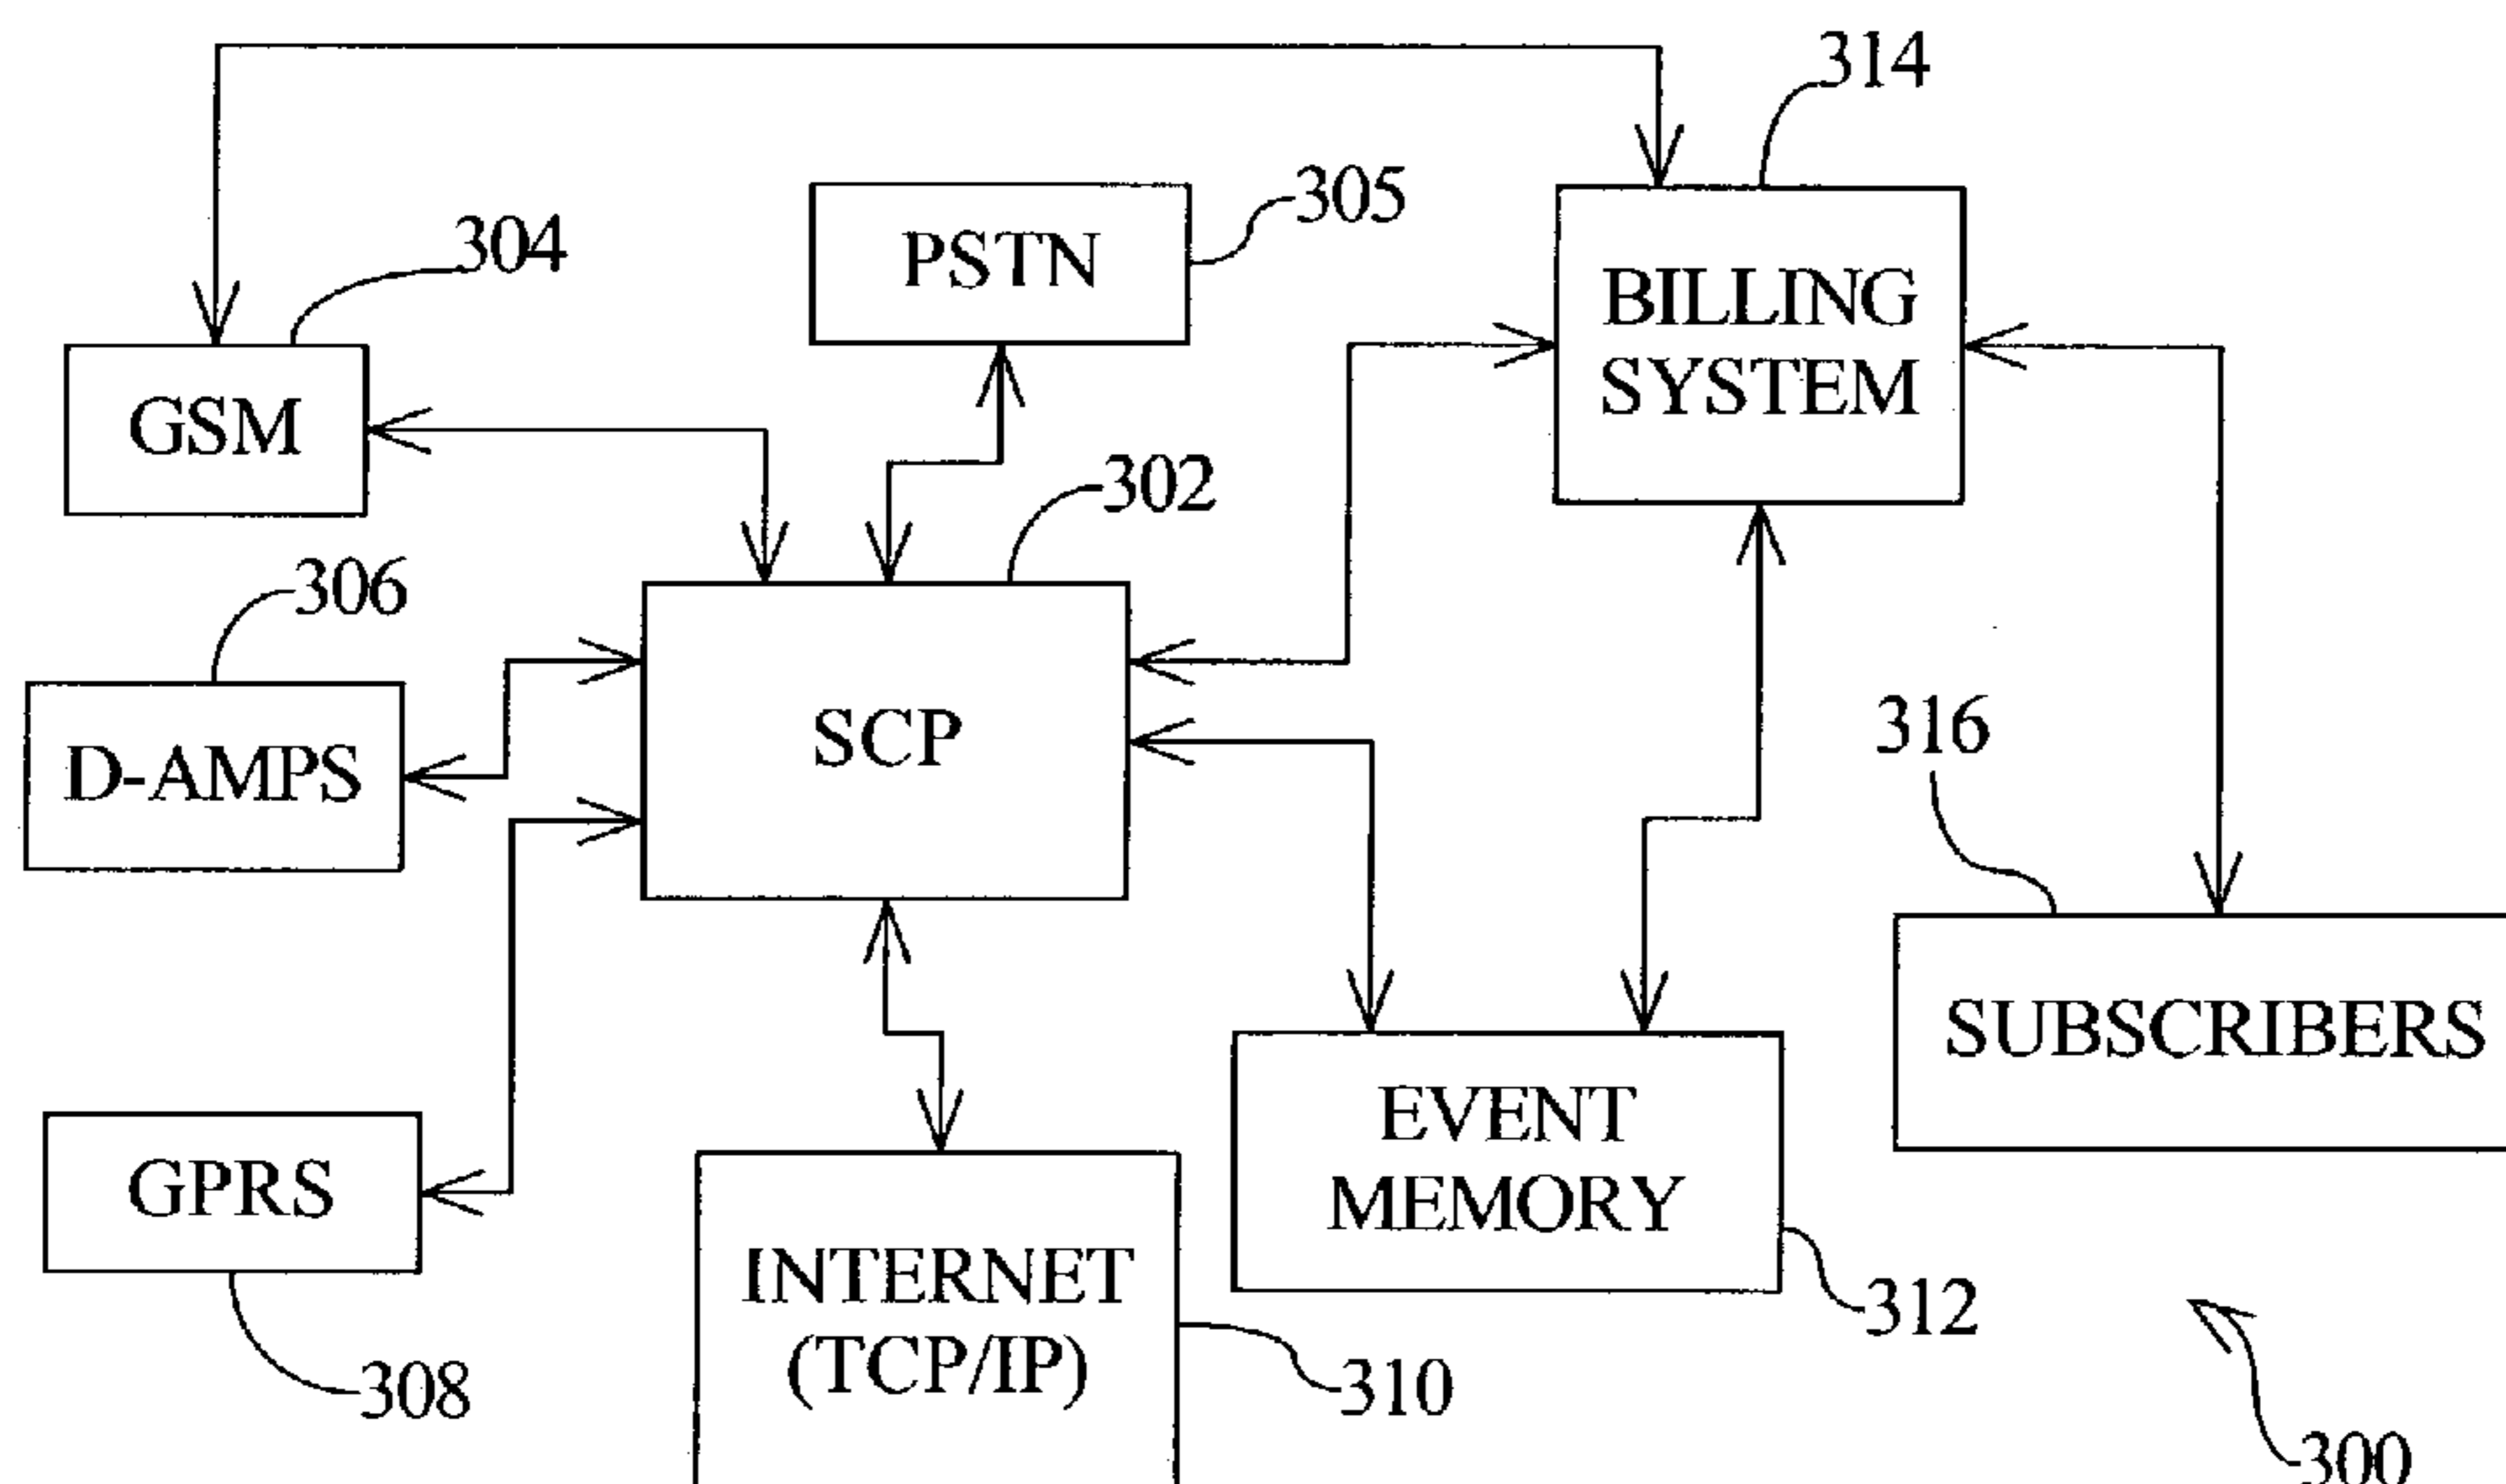 314
305
PSTN
304
BILLING
SYSTEM
GSM
302
306
SCP
316
D-AMPS
SUBSCRIBERS
EVENT
MEMORY
GPRS
INTERNET
(TCP/IP)
312
310
308
300